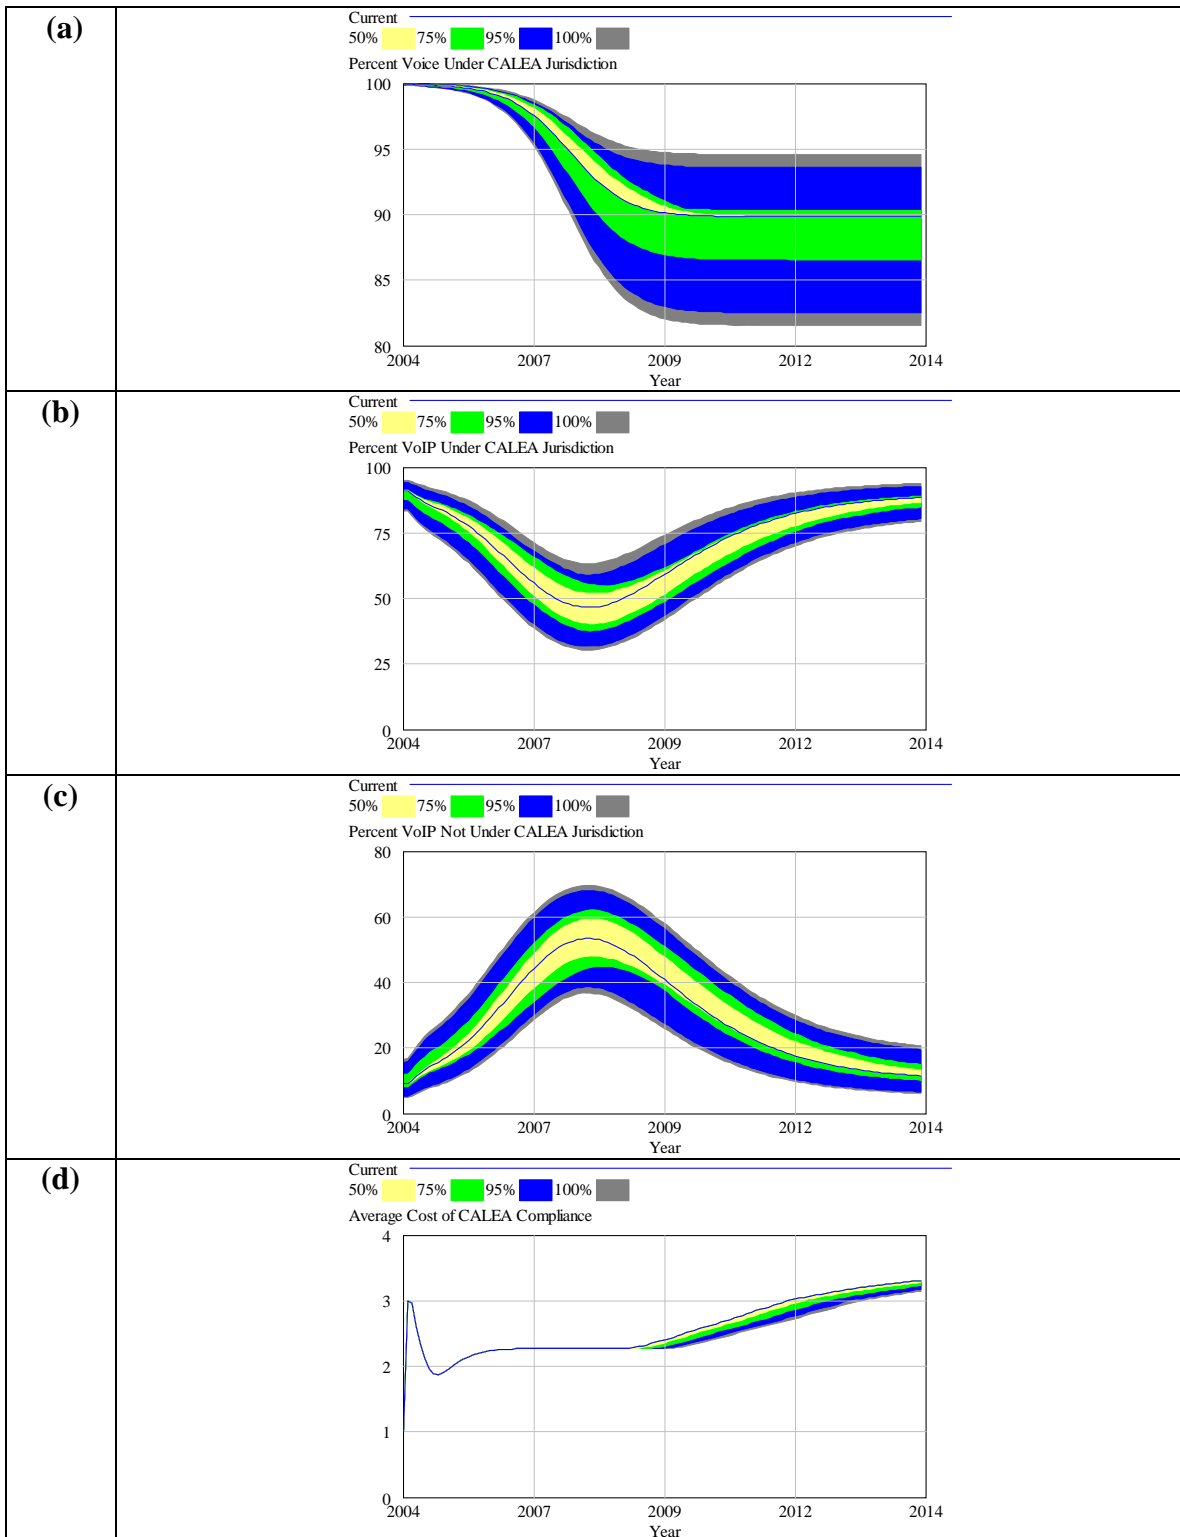 (a)
Current
50% 75% 95% 100%
Percent Voice Under CALEA Jurisdiction
100
95
90
85
80
2004 2007 2009 2012 2014
Year
(b)
Current
50% 75% 95% 100%
Percent VoIP Under CALEA Jurisdiction
100
75
50
25
0
2004 2007 2009 2012 2014
Year
(c)
Current
50% 75% 95% 100%
Percent VoIP Not Under CALEA Jurisdiction
80
60
40
20
0
2004 2007 2009 2012 2014
Year
(d)
Current
50% 75% 95% 100%
Average Cost of CALEA Compliance
4
3
2
1
0
2004 2007 2009 2012 2014
Year